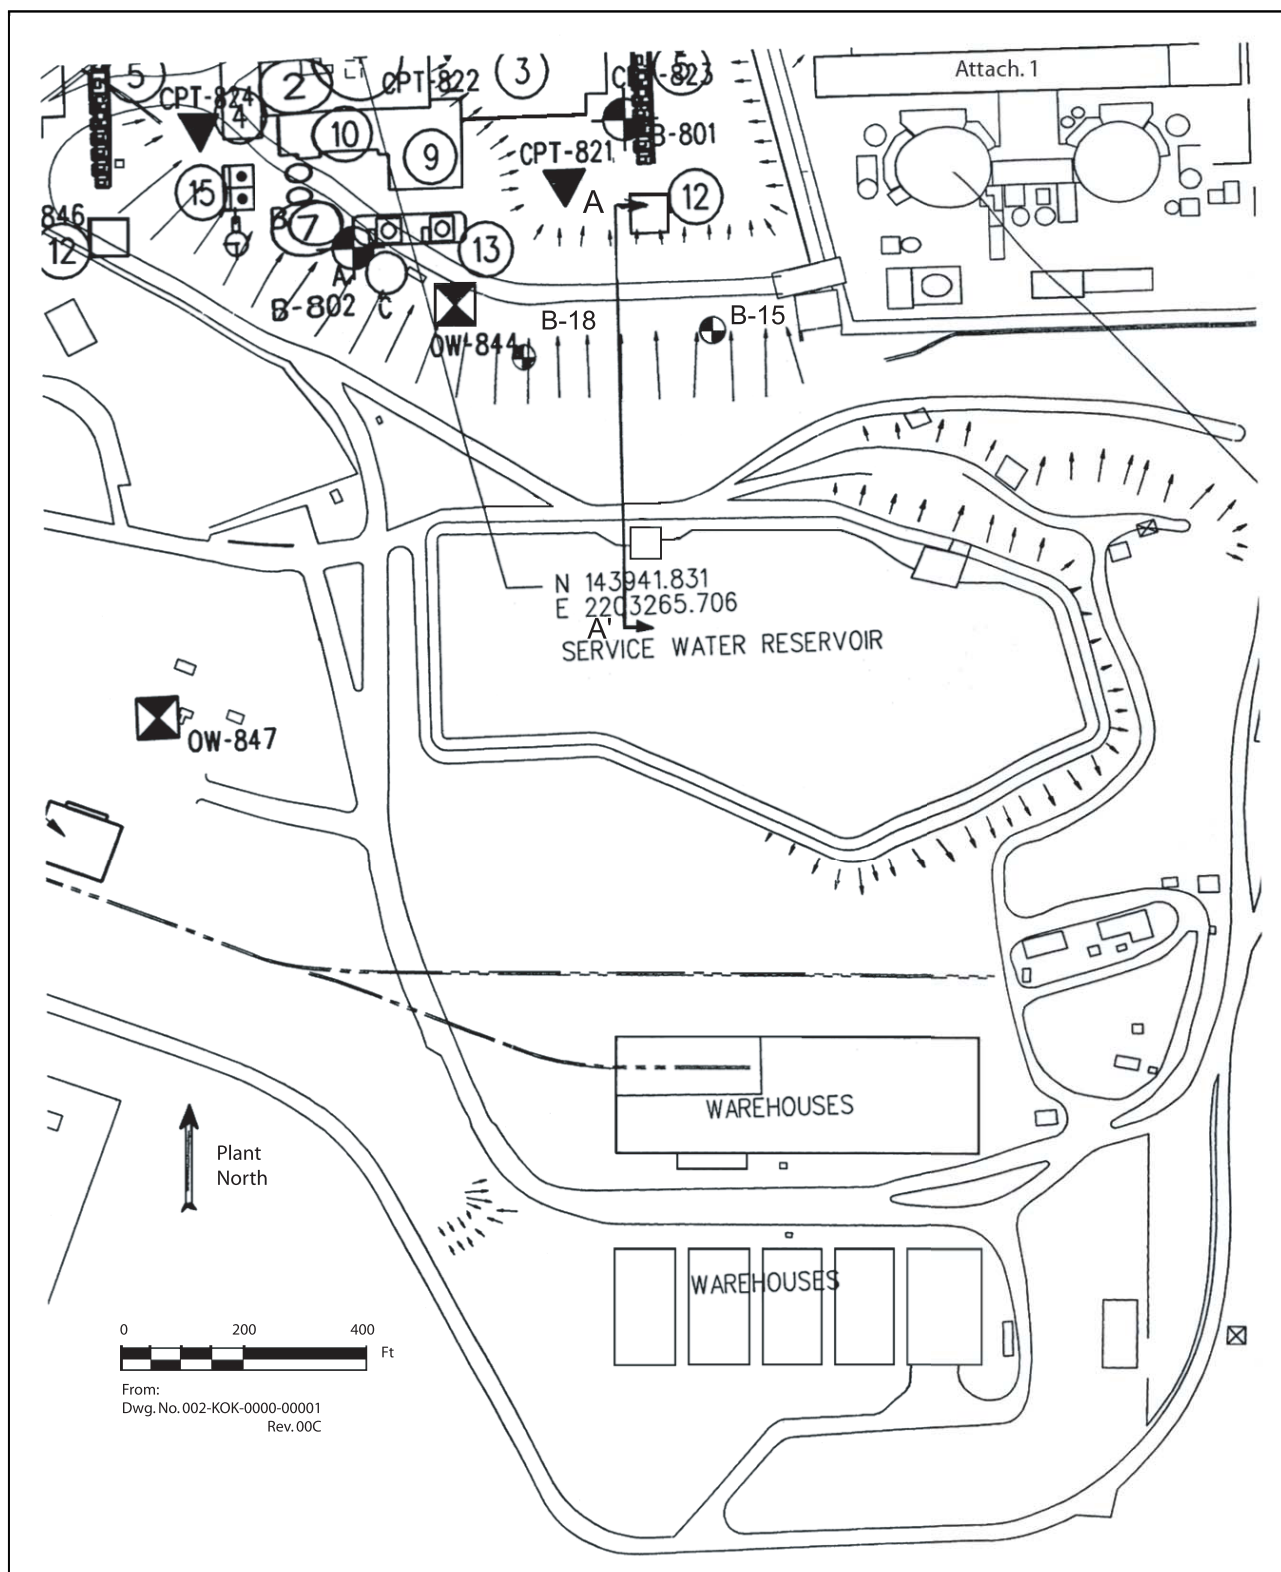 Attach. 1
5
2
CPT-822
3
CPT-823
5
CPT-824
4
10
9
CPT-821
B-801
15
A
12
846
B
7
13
12
A
B-802
C
OW-844
B-18
B-15
N 143941.831
E 2203265.706
A'
SERVICE WATER RESERVOIR
OW-847
WAREHOUSES
Plant
North
WAREHOUSES
0 200 400
Ft
From:
Dwg. No. 002-KOK-0000-00001
Rev. 00C